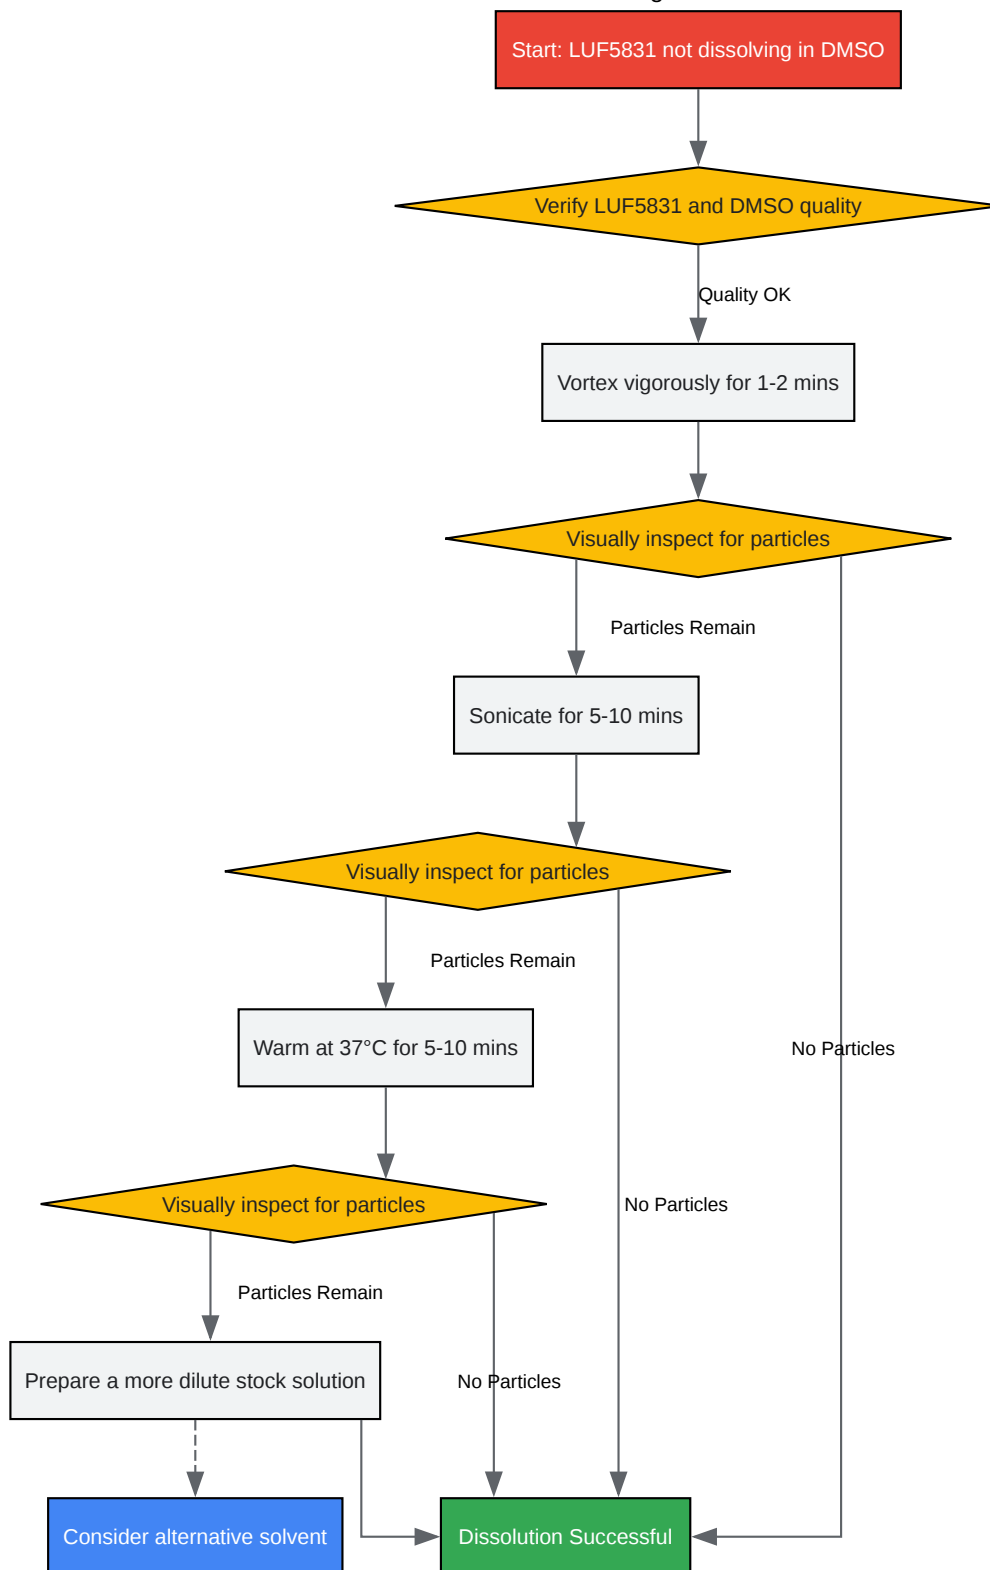 Start: LUF5831 not dissolving in DMSO
Verify LUF5831 and DMSO quality
Quality OK
Vortex vigorously for 1-2 mins
Visually inspect for particles
Particles Remain
Sonicate for 5-10 mins
Visually inspect for particles
Particles Remain
Warm at 37°C for 5-10 mins
No Particles
Visually inspect for particles
No Particles
Particles Remain
Prepare a more dilute stock solution
No Particles
Consider alternative solvent
Dissolution Successful